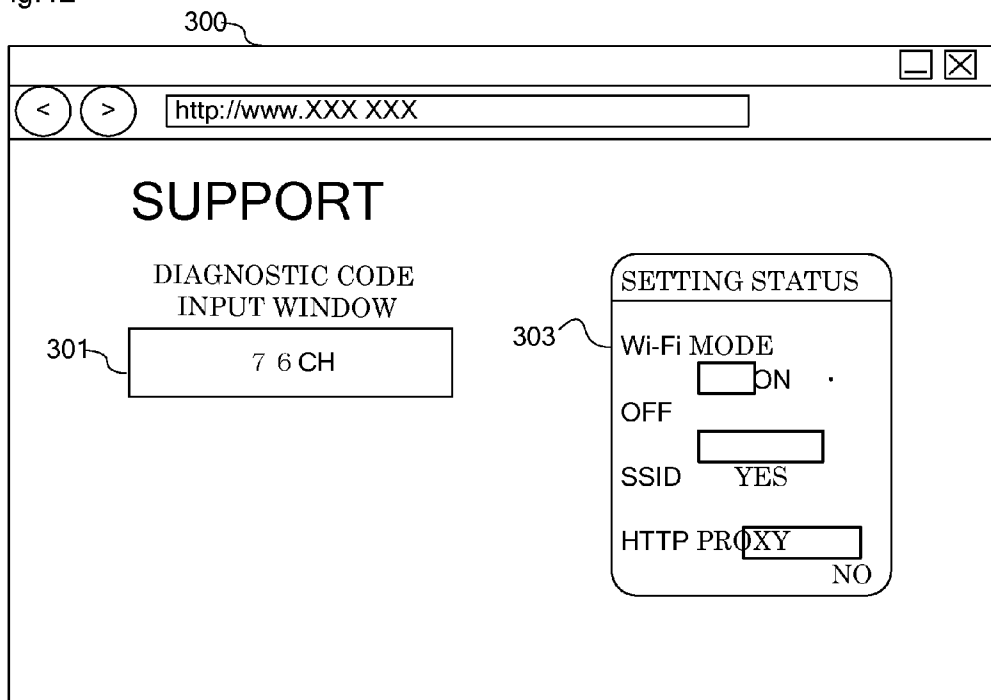 300
< > http://www.XXX XXX
SUPPORT
DIAGNOSTIC CODE
INPUT WINDOW
301
7 6 CH
303
SETTING STATUS
Wi-Fi MODE
ON ·
OFF
SSID YES
HTTP PROXY
NO